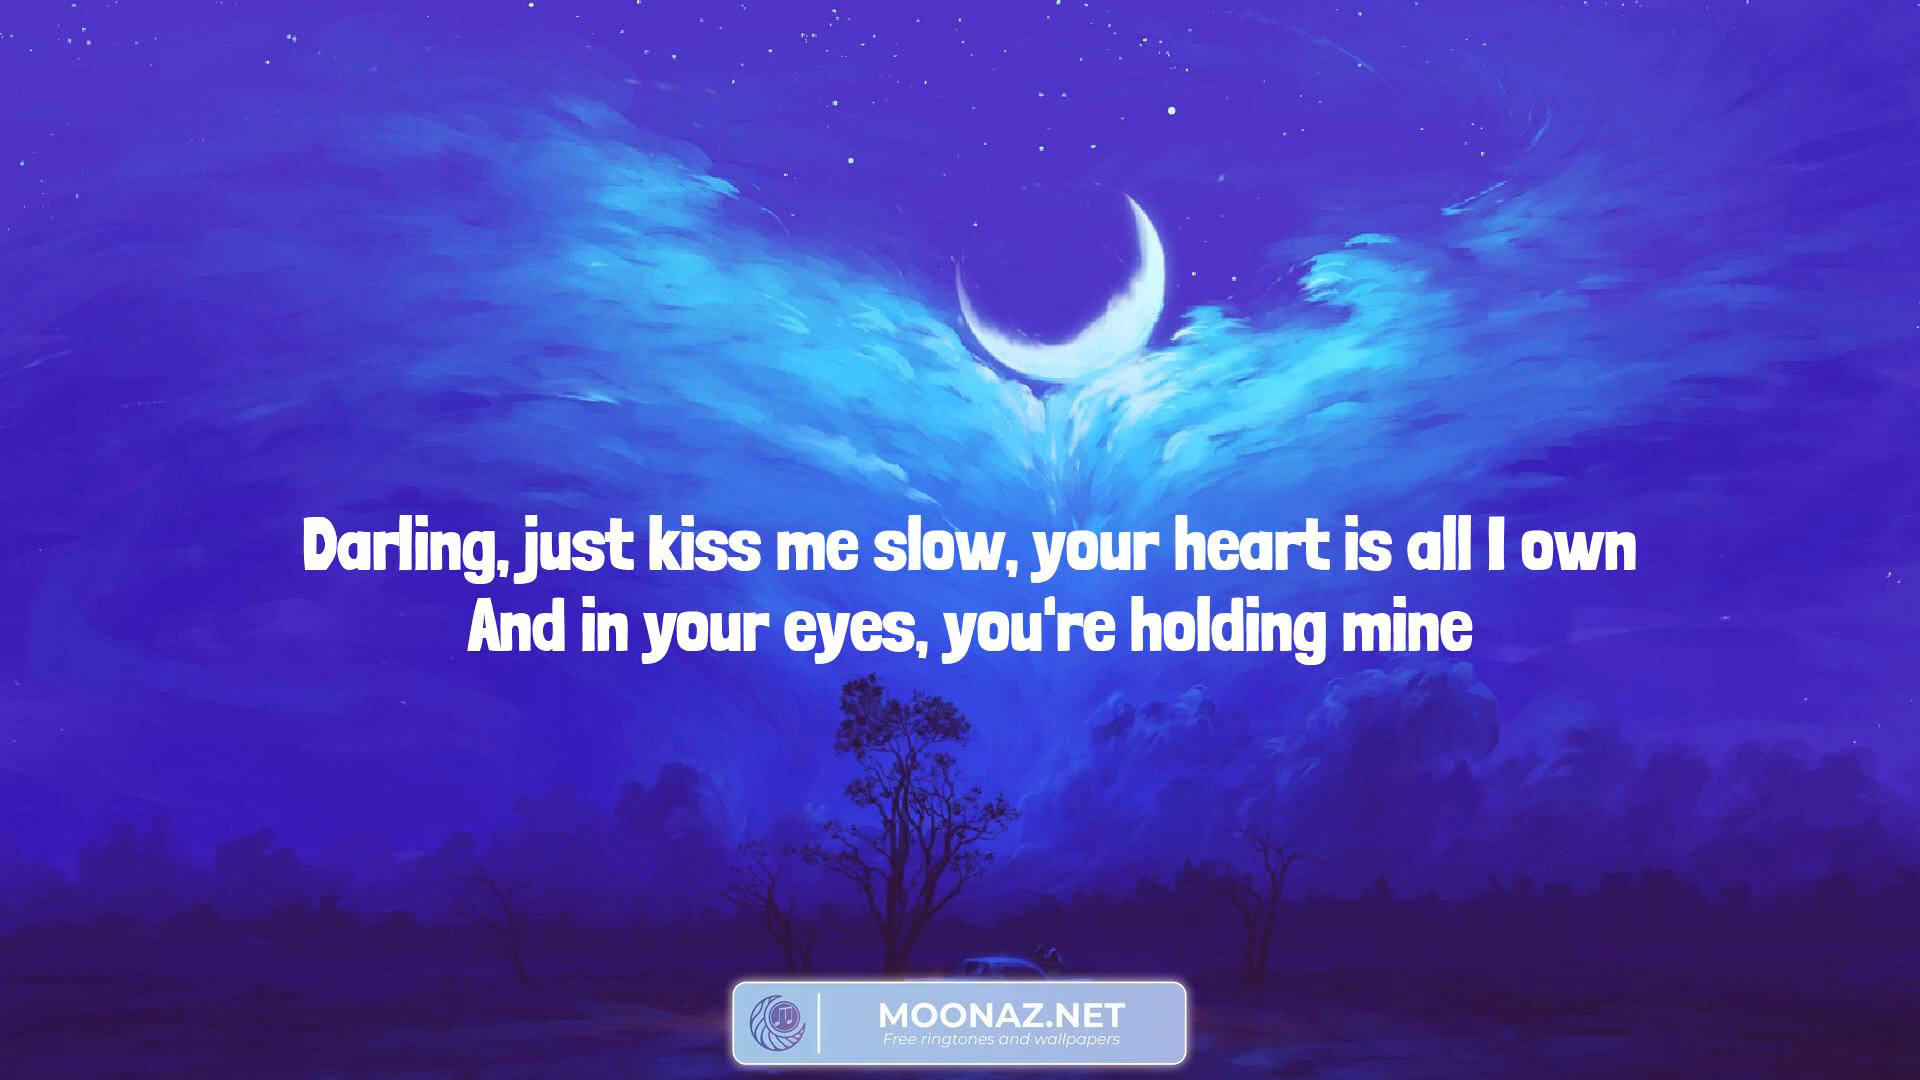 Darling, just kiss me slow, your heart is all I own
And in your eyes, you're holding mine
MOONAZ.NET
Free ringtones and wallpapers